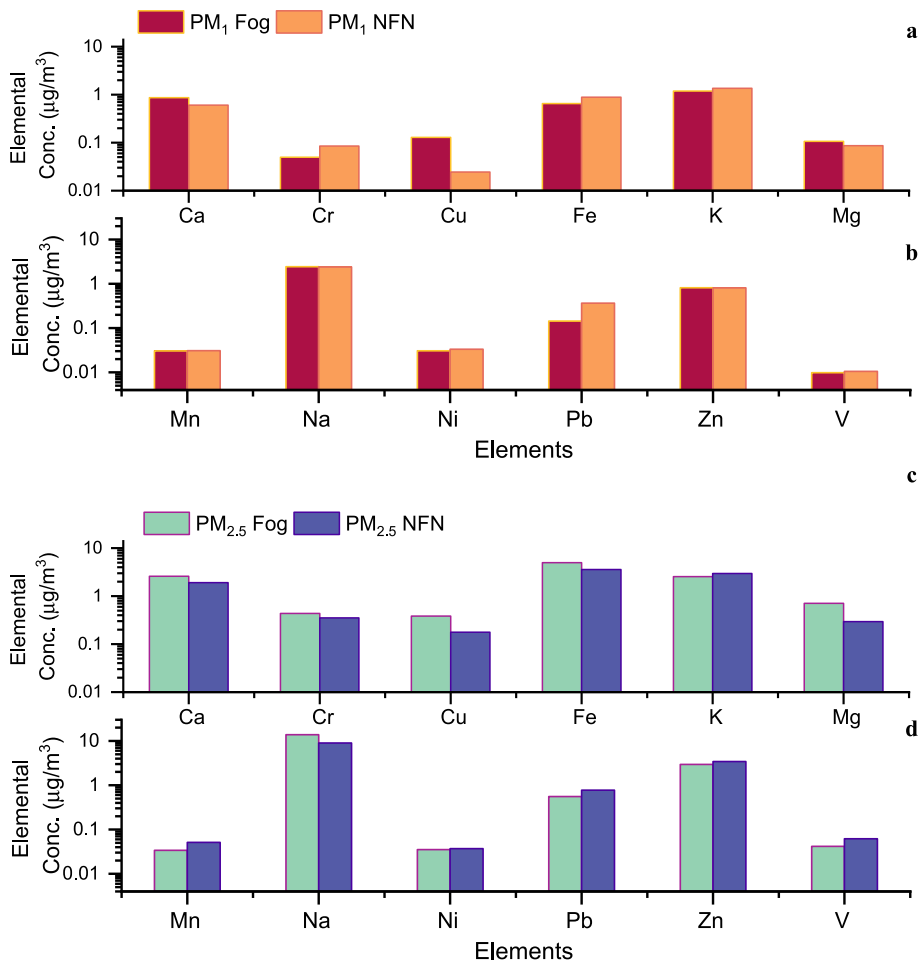 PM₁ Fog PM₁ NFN
a
Elemental
Conc. (μg/m³)
10
1
0.1
0.01
Ca Cr Cu Fe K Mg
b
Elemental
Conc. (μg/m³)
10
1
0.1
0.01
Mn Na Ni Pb Zn V
Elements
c
PM₂.₅ Fog PM₂.₅ NFN
Elemental
Conc. (μg/m³)
10
1
0.1
0.01
Ca Cr Cu Fe K Mg
d
Elemental
Conc. (μg/m³)
10
1
0.1
0.01
Mn Na Ni Pb Zn V
Elements